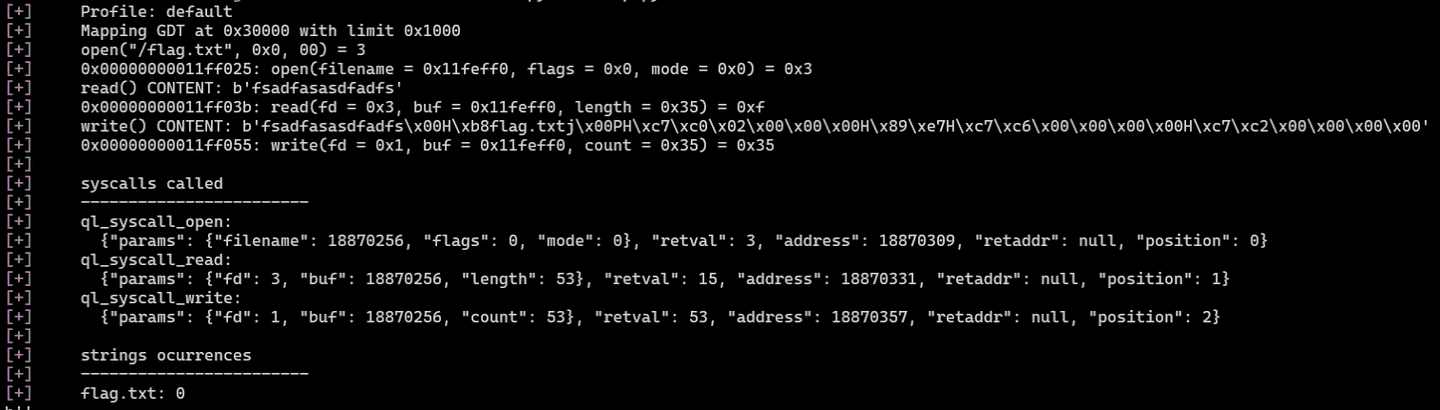 [+]     Profile: default
[+]     Mapping GDT at 0x30000 with limit 0x1000
[+]     open("/flag.txt", 0x0, 00) = 3
[+]     0x00000000011ff025: open(filename = 0x11feff0, flags = 0x0, mode = 0x0) = 0x3
[+]     read() CONTENT: b'fsadfasasdfadfs'
[+]     0x00000000011ff03b: read(fd = 0x3, buf = 0x11feff0, length = 0x35) = 0xf
[+]     write() CONTENT: b'fsadfasasdfadfs\x00H\xb8flag.txtj\x00PH\xc7\xc0\x02\x00\x00\x00H\x89\xe7H\xc7\xc6\x00\x00\x00\x00H\xc7\xc2\x00\x00\x00\x00'
[+]     0x00000000011ff055: write(fd = 0x1, buf = 0x11feff0, count = 0x35) = 0x35
[+]
[+]     syscalls called
[+]     ------------------------
[+]     ql_syscall_open:
[+]       {"params": {"filename": 18870256, "flags": 0, "mode": 0}, "retval": 3, "address": 18870309, "retaddr": null, "position": 0}
[+]     ql_syscall_read:
[+]       {"params": {"fd": 3, "buf": 18870256, "length": 53}, "retval": 15, "address": 18870331, "retaddr": null, "position": 1}
[+]     ql_syscall_write:
[+]       {"params": {"fd": 1, "buf": 18870256, "count": 53}, "retval": 53, "address": 18870357, "retaddr": null, "position": 2}
[+]
[+]     strings ocurrences
[+]     ------------------------
[+]     flag.txt: 0